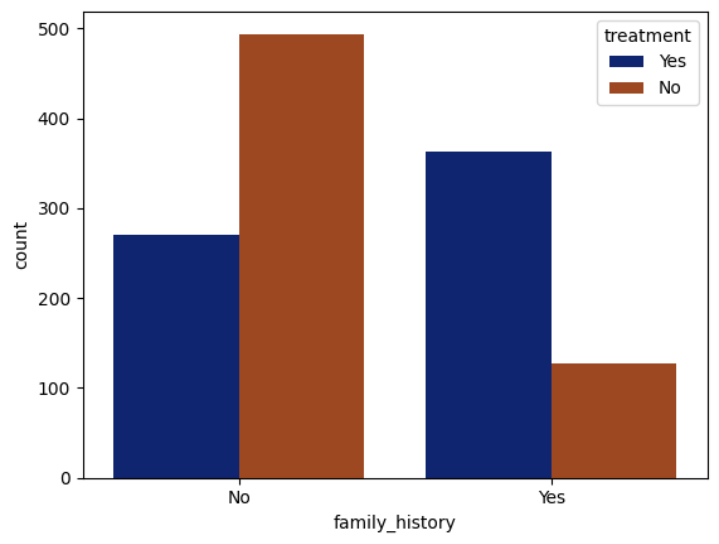 500
400
300
200
100
0
count
No
Yes
family_history
treatment
Yes
No